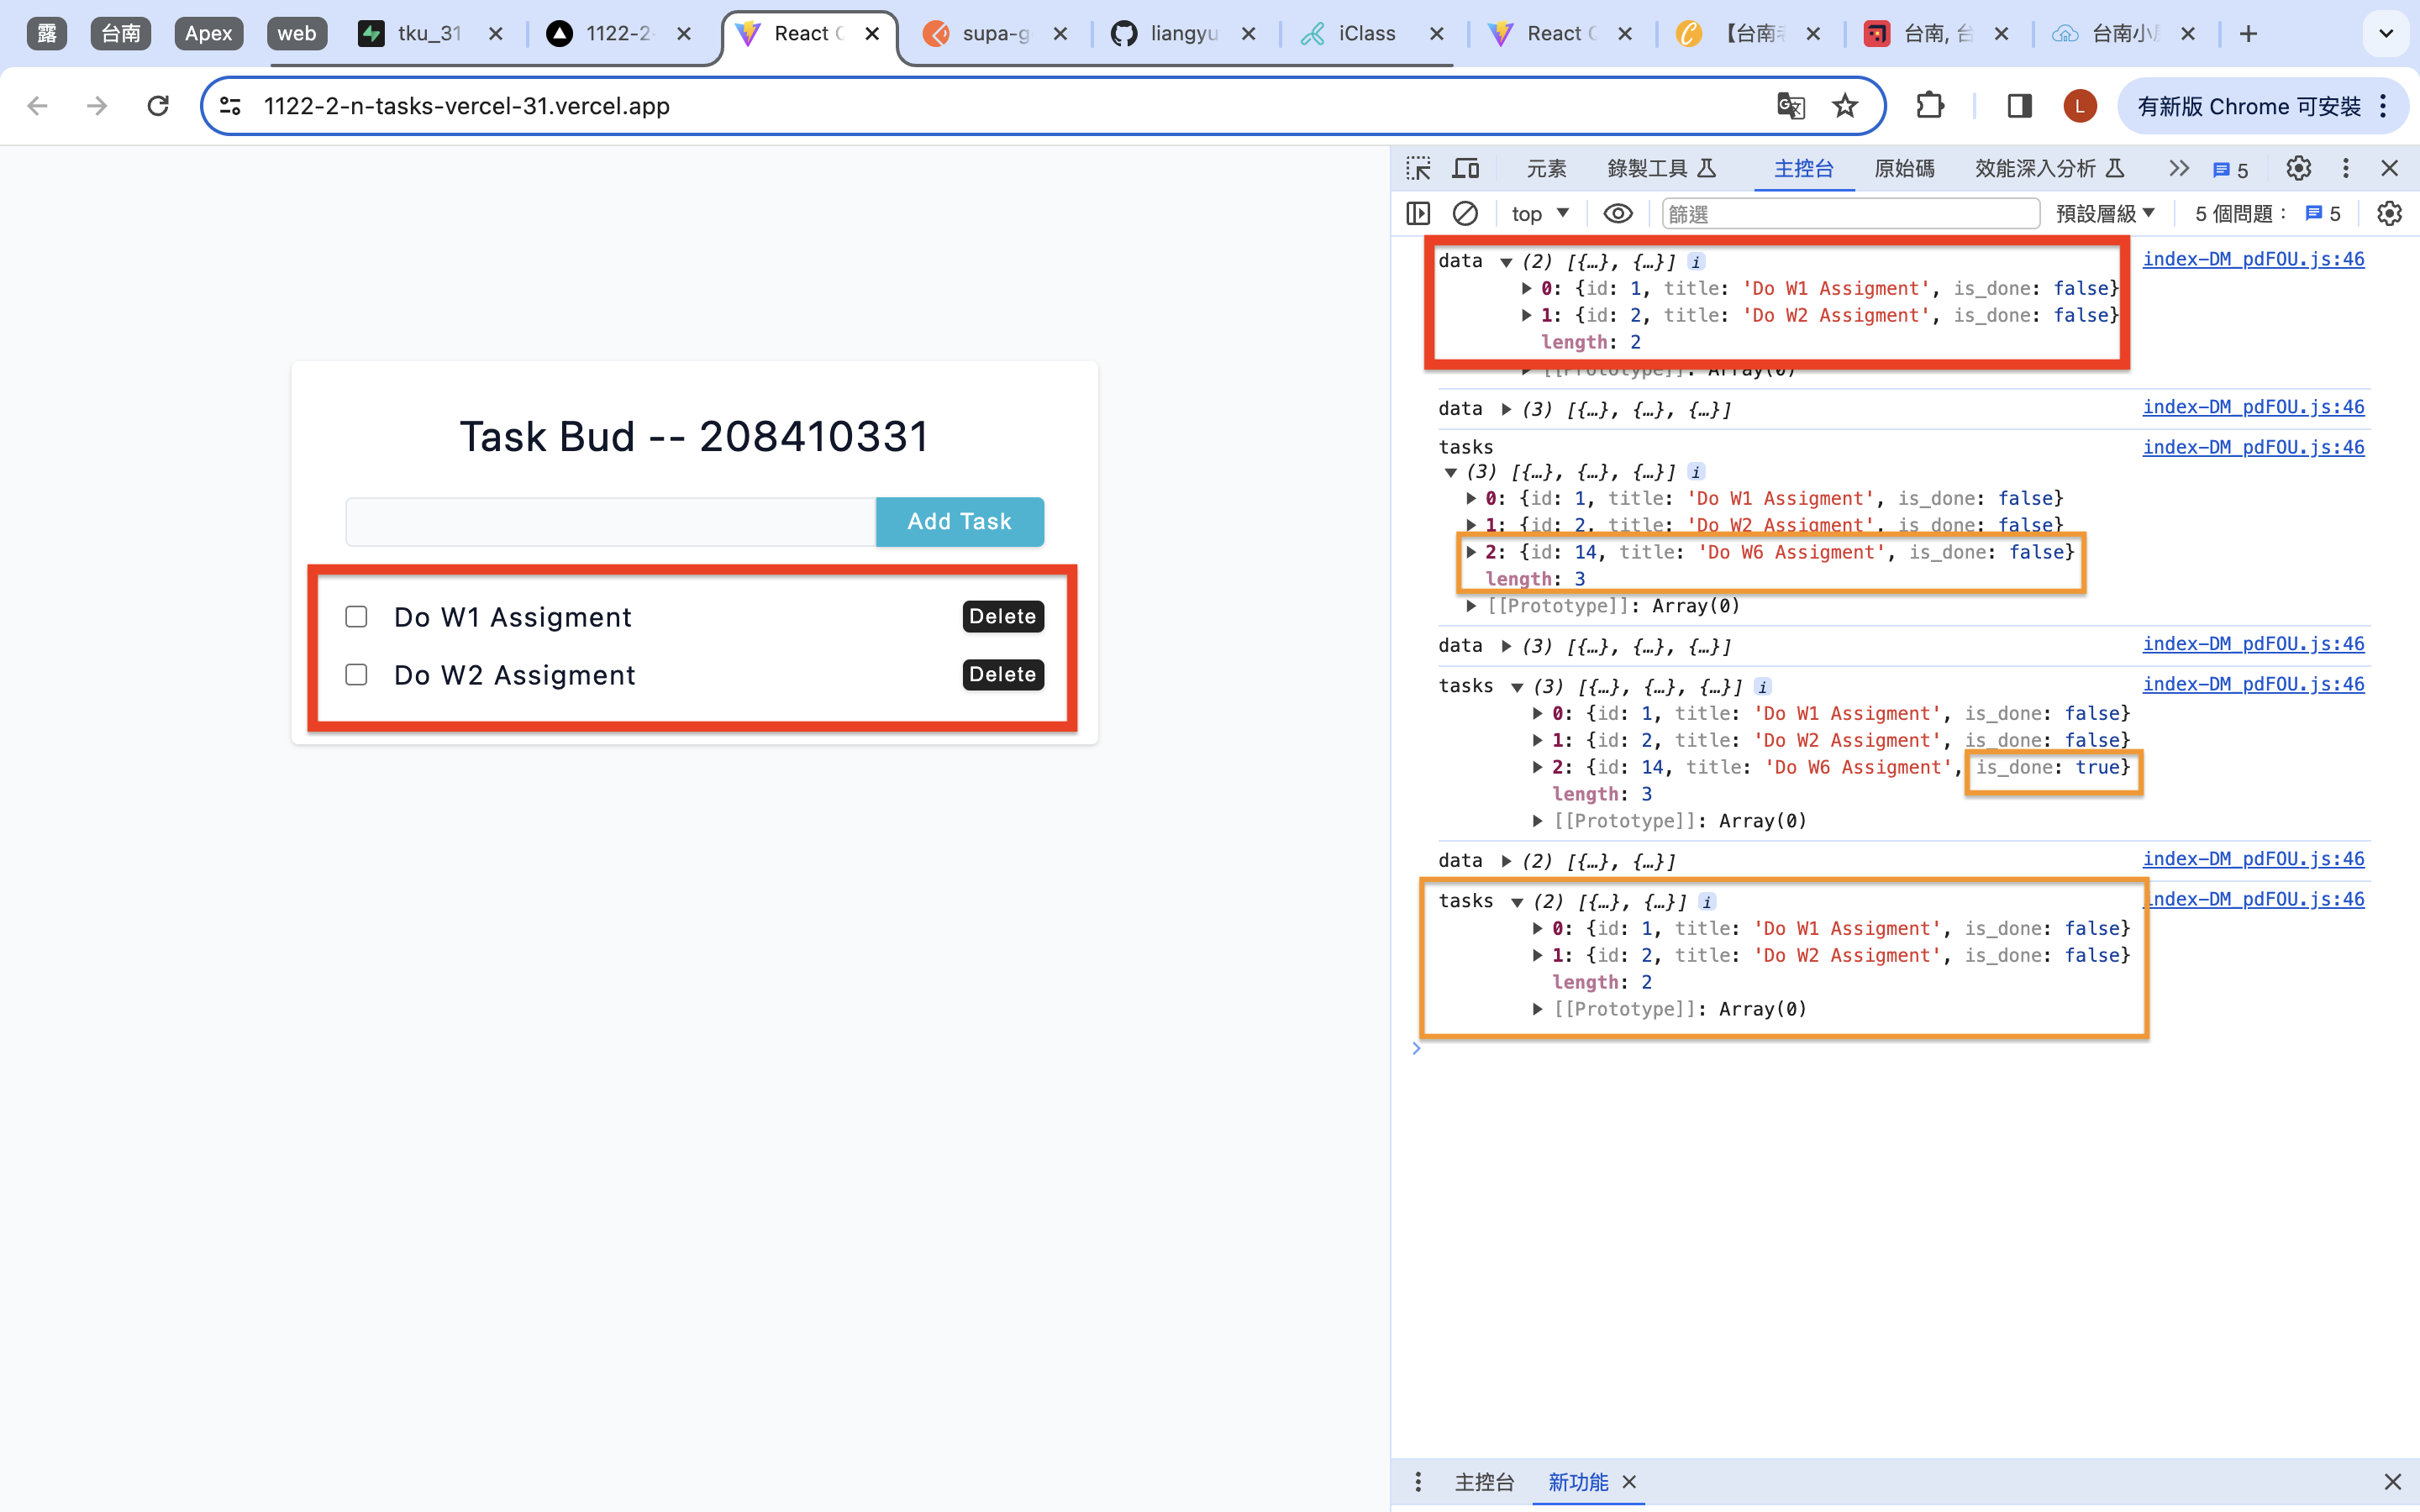 露 台南 Apex web tku_31 1122-2- React supa-g liangyu iClass React 【台南 台南, 台南小
1122-2-n-tasks-vercel-31.vercel.app L 有新版 Chrome 可安裝
元素 錄製工具 主控台 原始碼 效能深入分析 5
top 篩選 預設層級 5 個問題： 5
Task Bud -- 208410331
Add Task
Do W1 Assigment Delete
Do W2 Assigment Delete
data ▼ (2) [{…}, {…}] i index-DM_pdFOU.js:46
▶ 0: {id: 1, title: 'Do W1 Assigment', is_done: false}
▶ 1: {id: 2, title: 'Do W2 Assigment', is_done: false}
length: 2
▶ [[Prototype]]: Array(0)
data ▶ (3) [{…}, {…}, {…}] index-DM_pdFOU.js:46
tasks index-DM_pdFOU.js:46
▼ (3) [{…}, {…}, {…}] i
▶ 0: {id: 1, title: 'Do W1 Assigment', is_done: false}
▶ 1: {id: 2, title: 'Do W2 Assigment', is_done: false}
▶ 2: {id: 14, title: 'Do W6 Assigment', is_done: false}
length: 3
▶ [[Prototype]]: Array(0)
data ▶ (3) [{…}, {…}, {…}] index-DM_pdFOU.js:46
tasks ▼ (3) [{…}, {…}, {…}] i index-DM_pdFOU.js:46
▶ 0: {id: 1, title: 'Do W1 Assigment', is_done: false}
▶ 1: {id: 2, title: 'Do W2 Assigment', is_done: false}
▶ 2: {id: 14, title: 'Do W6 Assigment', is_done: true}
length: 3
▶ [[Prototype]]: Array(0)
data ▶ (2) [{…}, {…}] index-DM_pdFOU.js:46
tasks ▼ (2) [{…}, {…}] i index-DM_pdFOU.js:46
▶ 0: {id: 1, title: 'Do W1 Assigment', is_done: false}
▶ 1: {id: 2, title: 'Do W2 Assigment', is_done: false}
length: 2
▶ [[Prototype]]: Array(0)
主控台 新功能